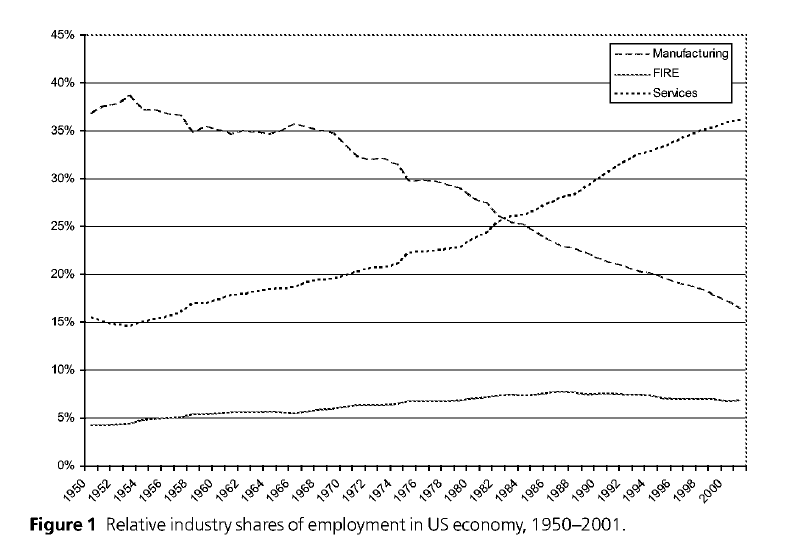 45%
40%
35%
30%
25%
20%
15%
10%
5%
0%
Manufacturing
FIRE
Services
1950 1952 1954 1956 1958 1960 1962 1964 1966 1968 1970 1972 1974 1976 1978 1980 1982 1984 1986 1988 1990 1992 1994 1996 1998 2000
Figure 1 Relative industry shares of employment in US economy, 1950–2001.